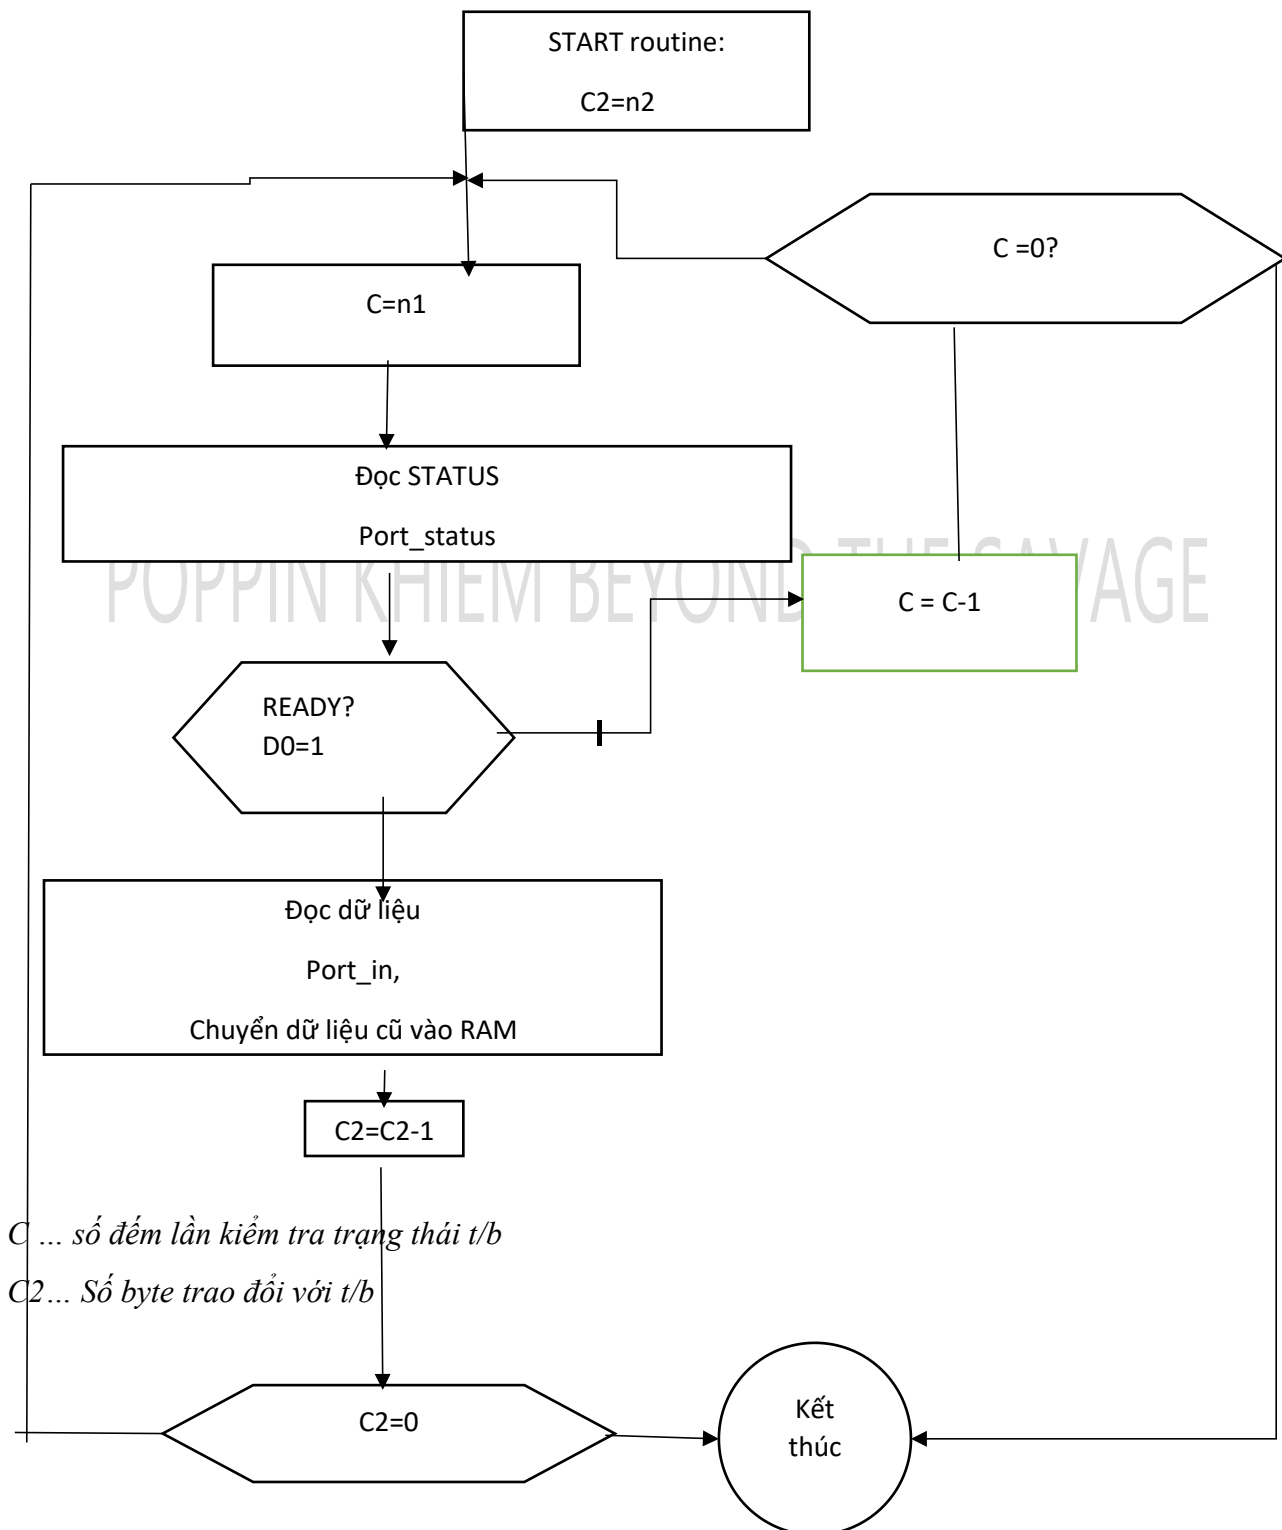 START routine:
C2=n2
C =0?
C=n1
Đọc STATUS
Port_status
POPPIN KHIEM BEYOND THE SAVAGE
C = C-1
READY?
D0=1
Đọc dữ liệu
Port_in,
Chuyển dữ liệu cũ vào RAM
C2=C2-1
C ... số đếm lần kiểm tra trạng thái t/b
C2... Số byte trao đổi với t/b
C2=0
Kết
thúc